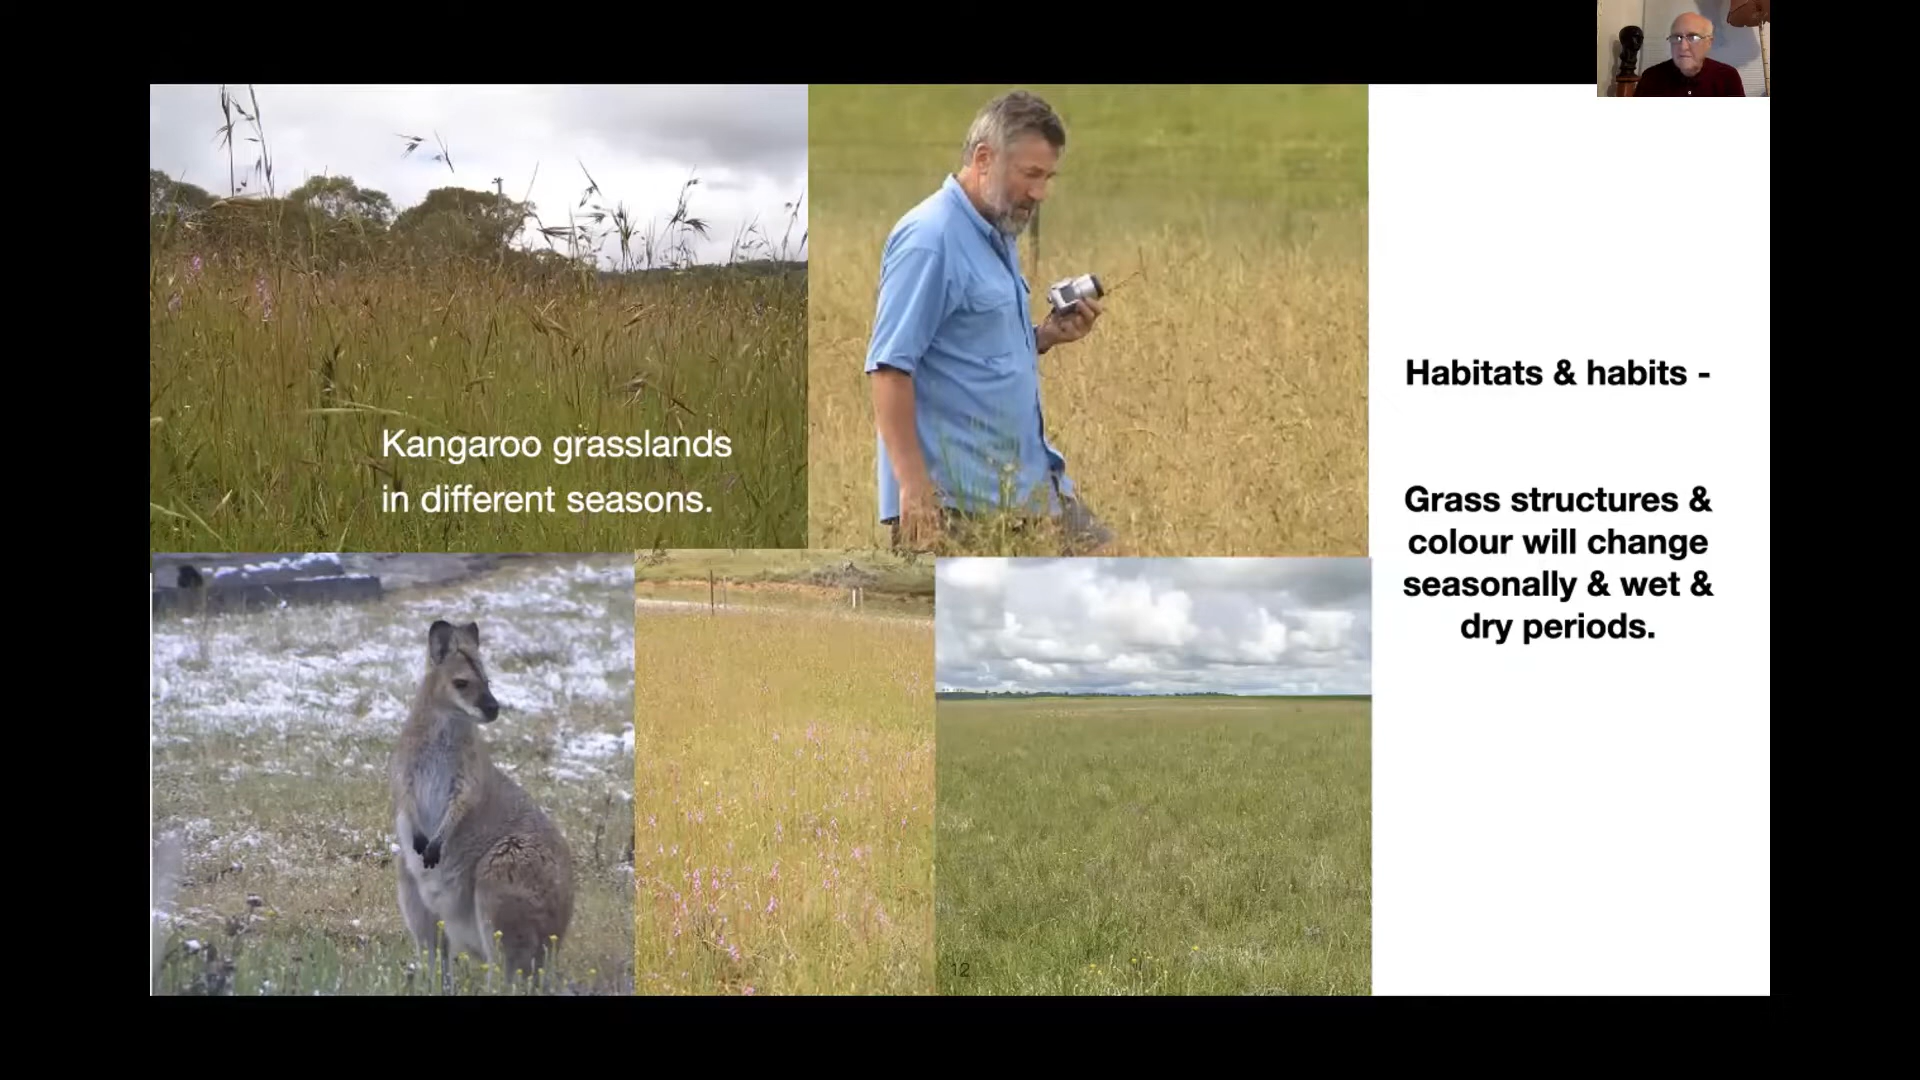 Kangaroo grasslands
in different seasons.
Habitats & habits -
Grass structures &
colour will change
seasonally & wet &
dry periods.
12